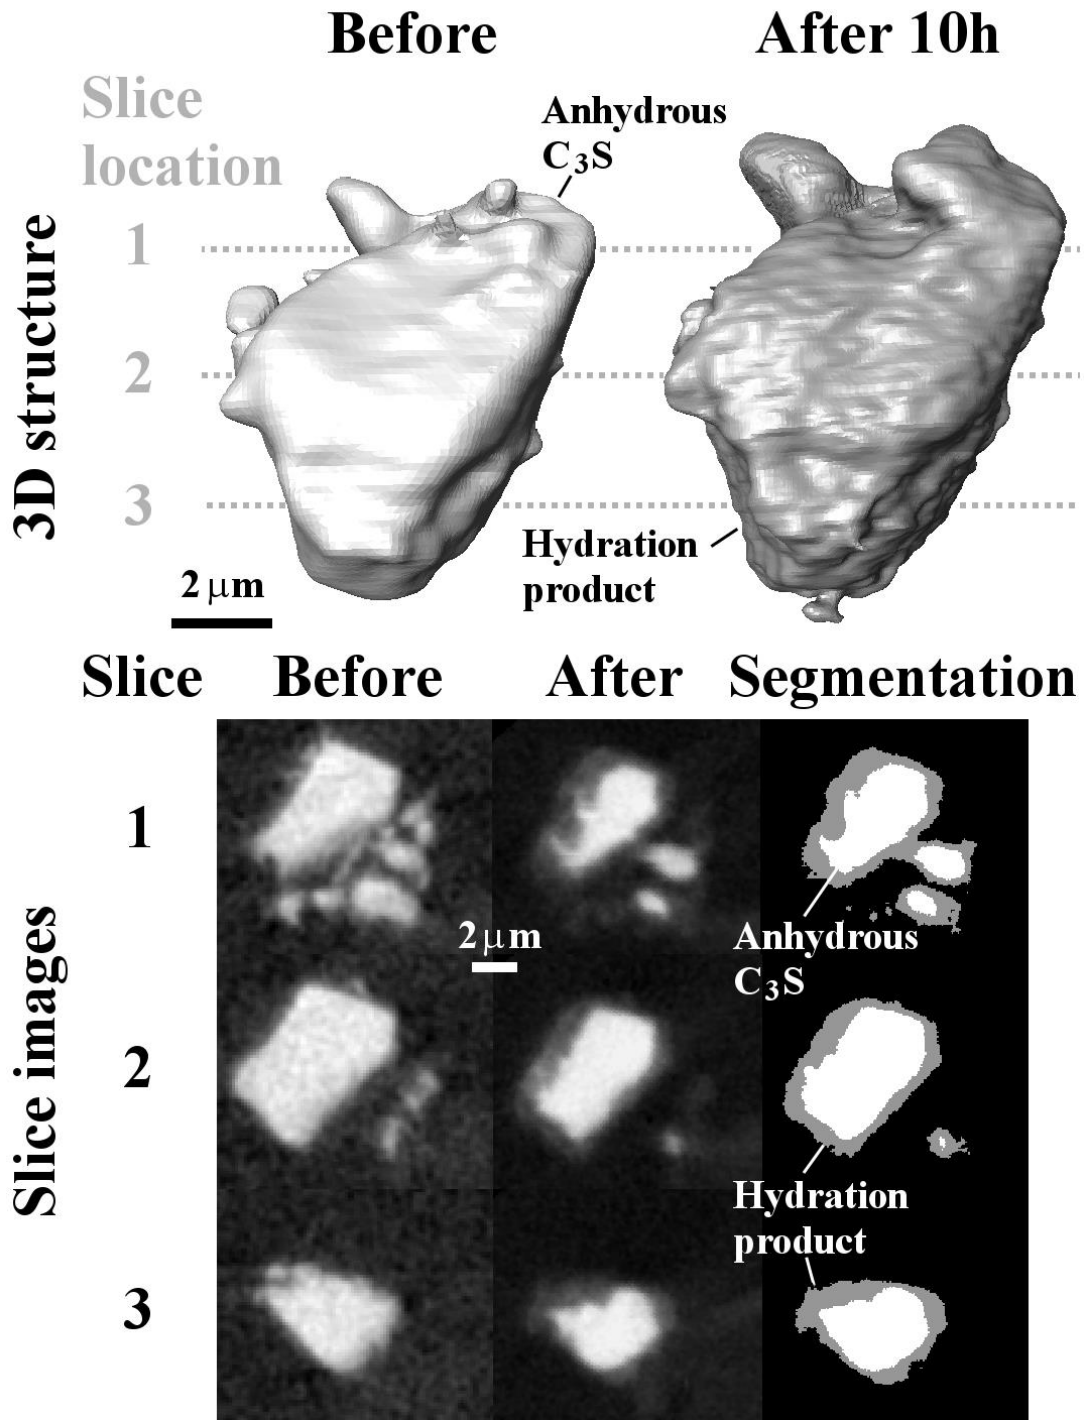 Before After 10h
Slice
location
Anhydrous
C₃S
1
2
3
3D structure
Hydration
product
2 μm
Slice Before After Segmentation
Slice images
1
2 μm
Anhydrous
C₃S
2
Hydration
product
3